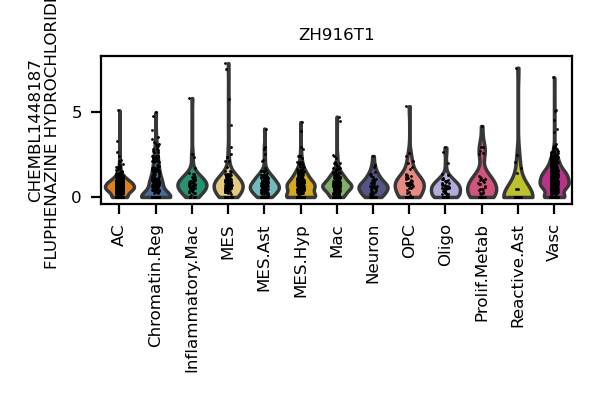 ZH916T1
CHEMBL1448187
FLUPHENAZINE HYDROCHLORID
5
0
AC
Chromatin.Reg
Inflammatory.Mac
MES
MES.Ast
MES.Hyp
Mac
Neuron
OPC
Oligo
Prolif.Metab
Reactive.Ast
Vasc